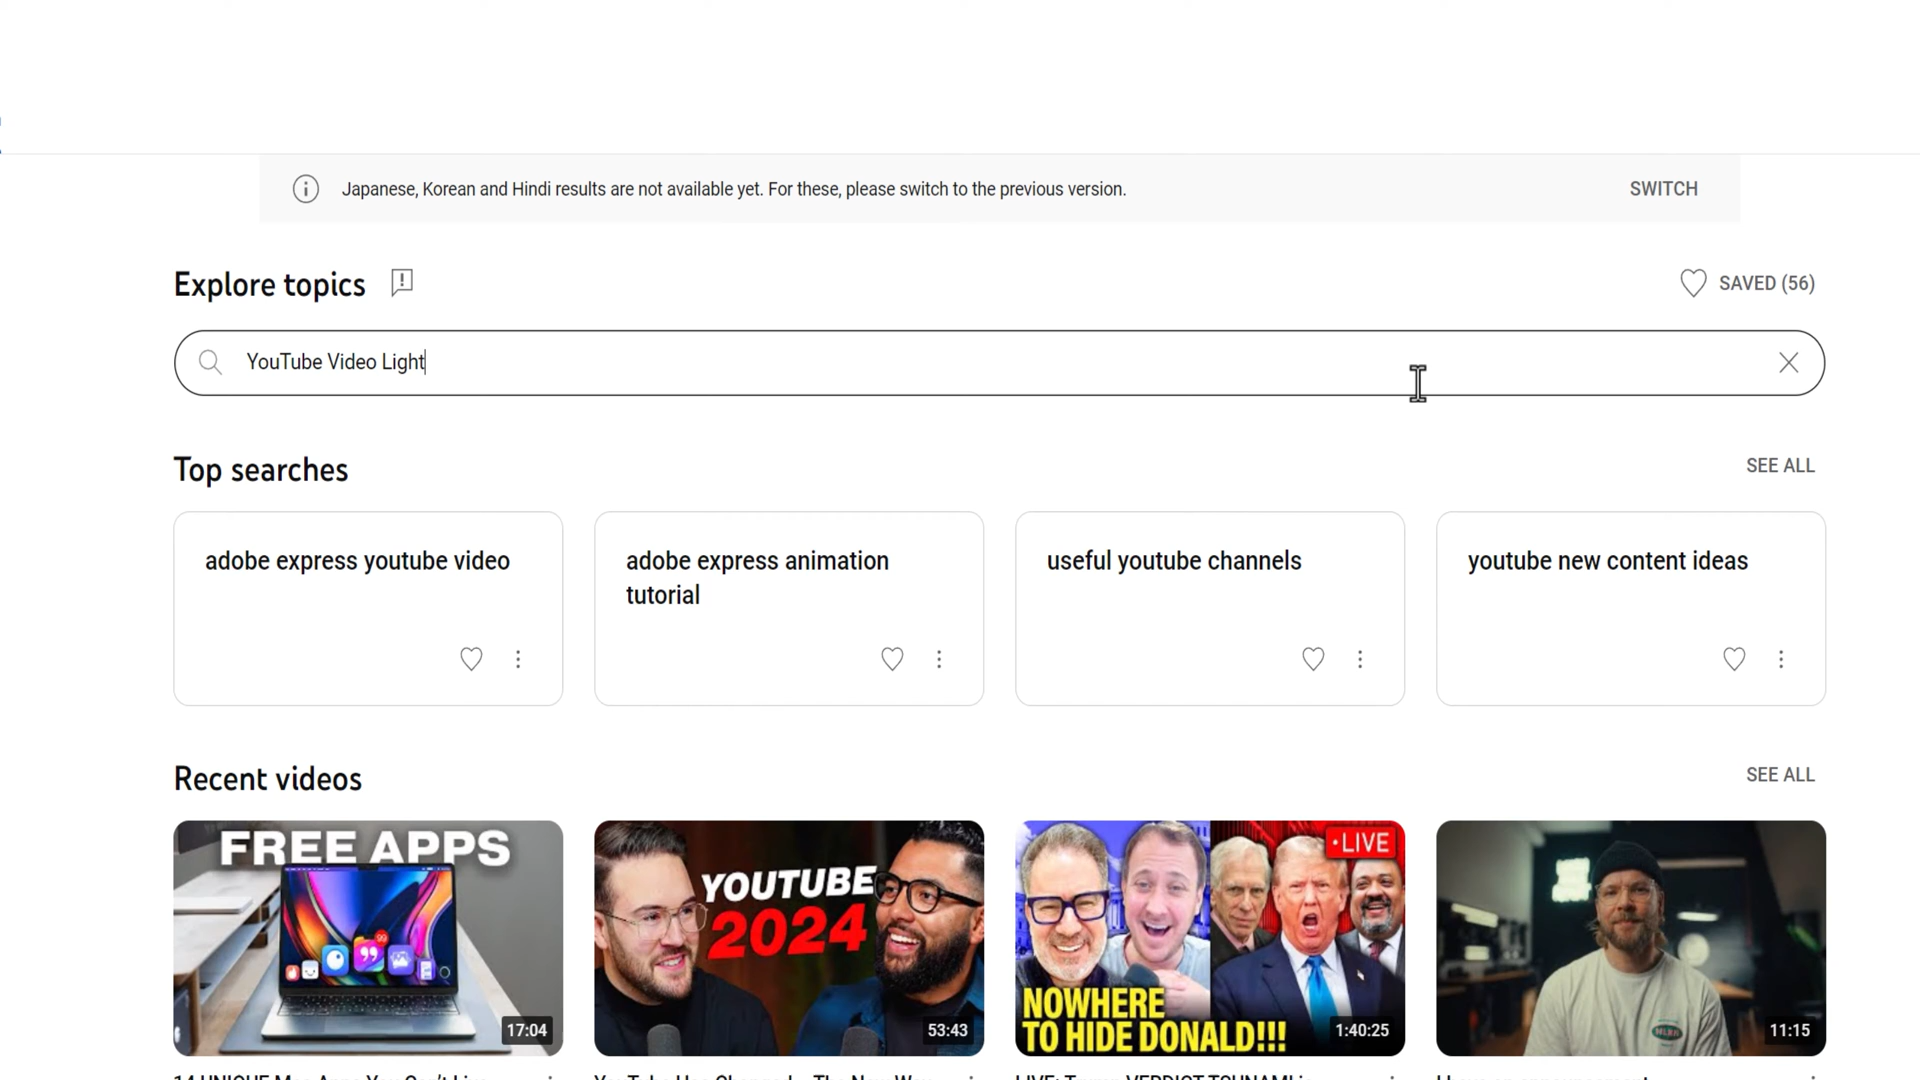 Japanese, Korean and Hindi results are not available yet. For these, please switch to the previous version.
SWITCH
Explore topics
SAVED (56)
YouTube Video Light
Top searches
SEE ALL
adobe express youtube video
adobe express animation
tutorial
useful youtube channels
youtube new content ideas
Recent videos
SEE ALL
FREE APPS
17:04
YOUTUBE
2024
53:43
LIVE
NOWHERE
TO HIDE DONALD!!!
1:40:25
11:15